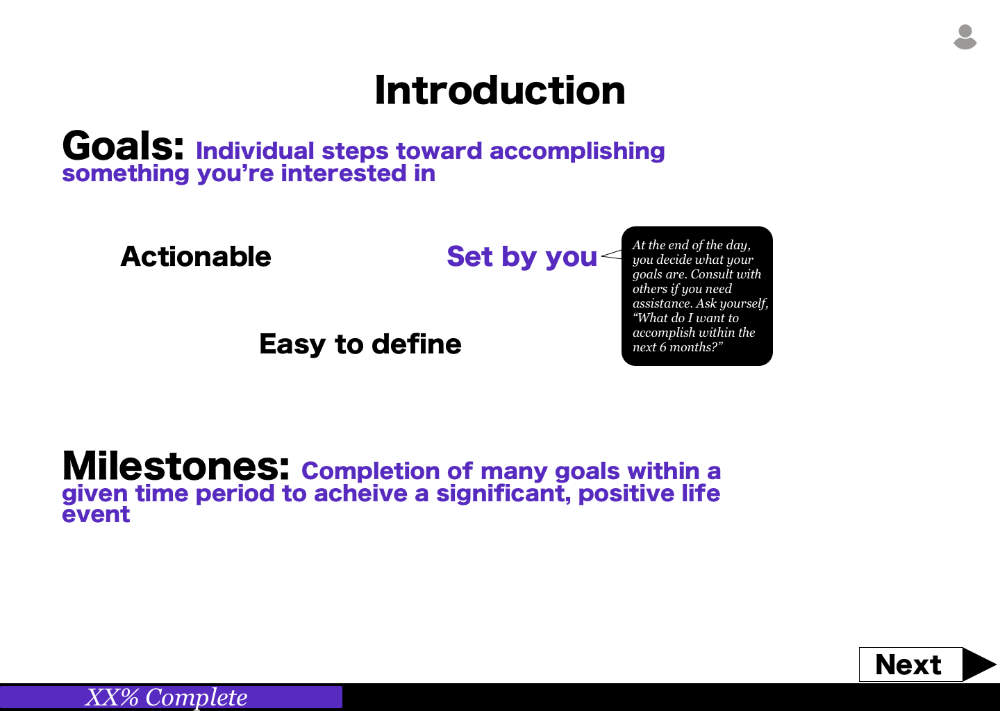 Introduction
Goals: Individual steps toward accomplishing
something you’re interested in
Actionable
Set by you
At the end of the day,
you decide what your
goals are. Consult with
others if you need
assistance. Ask yourself,
“What do I want to
accomplish within the
next 6 months?”
Easy to define
Milestones: Completion of many goals within a
given time period to acheive a significant, positive life
event
Next
XX% Complete